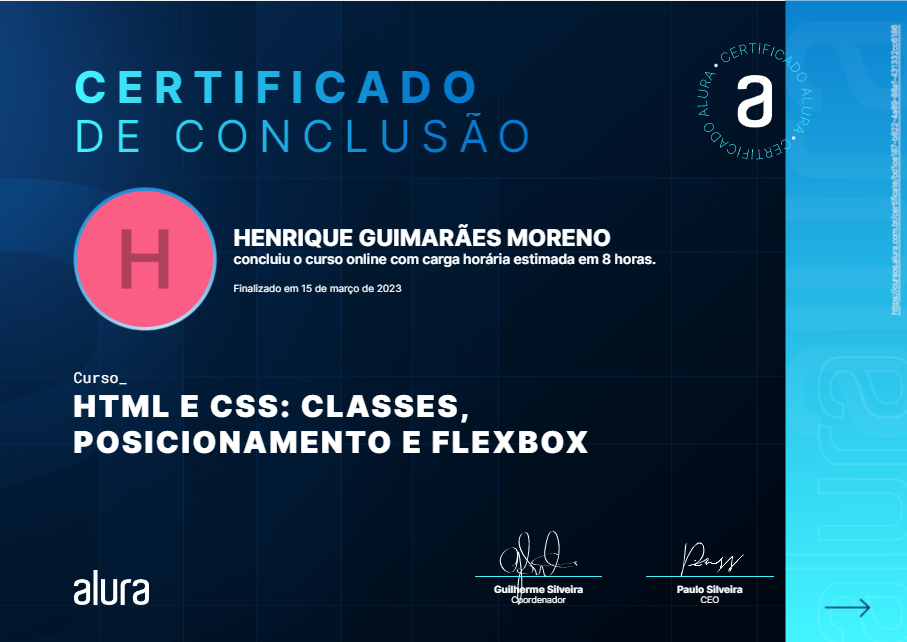 CERTIFICADO
DE CONCLUSÃO
CERTIFICADO ALURA • CERTIFICADO ALURA •
a
H
HENRIQUE GUIMARÃES MORENO
concluiu o curso online com carga horária estimada em 8 horas.
Finalizado em 15 de março de 2023
Curso_
HTML E CSS: CLASSES,
POSICIONAMENTO E FLEXBOX
alura
Guilherme Silveira
Coordenador
Paulo Silveira
CEO
alura
alura